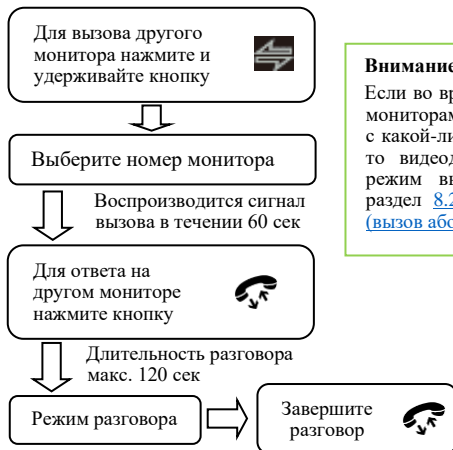 Для вызова другого
монитора нажмите и
удерживайте кнопку
Выберите номер монитора
Воспроизводится сигнал
вызова в течении 60 сек
Для ответа на
другом мониторе
нажмите кнопку
Длительность разговора
макс. 120 сек
Режим разговора
Завершите
разговор
Внимание
Если во вр
мониторам
с какой-ли
то видеод
режим вн
раздел 8.2
(вызов або